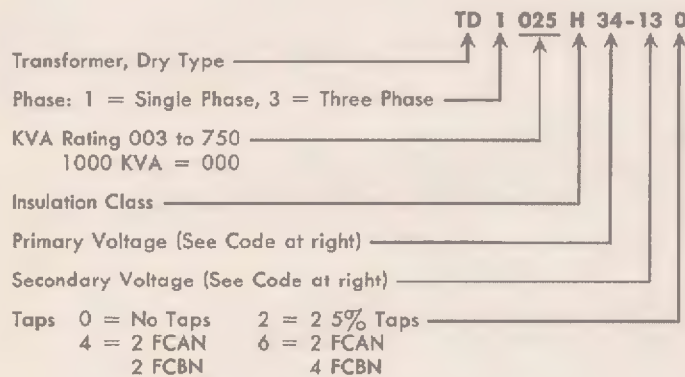 TD 1 025 H 34-13 0
Transformer, Dry Type
Phase: 1 = Single Phase, 3 = Three Phase
KVA Rating 003 to 750
1000 KVA = 000
Insulation Class
Primary Voltage (See Code at right)
Secondary Voltage (See Code at right)
Taps 0 = No Taps 2 = 2 5% Taps
4 = 2 FCAN 6 = 2 FCAN
2 FCBN 4 FCBN